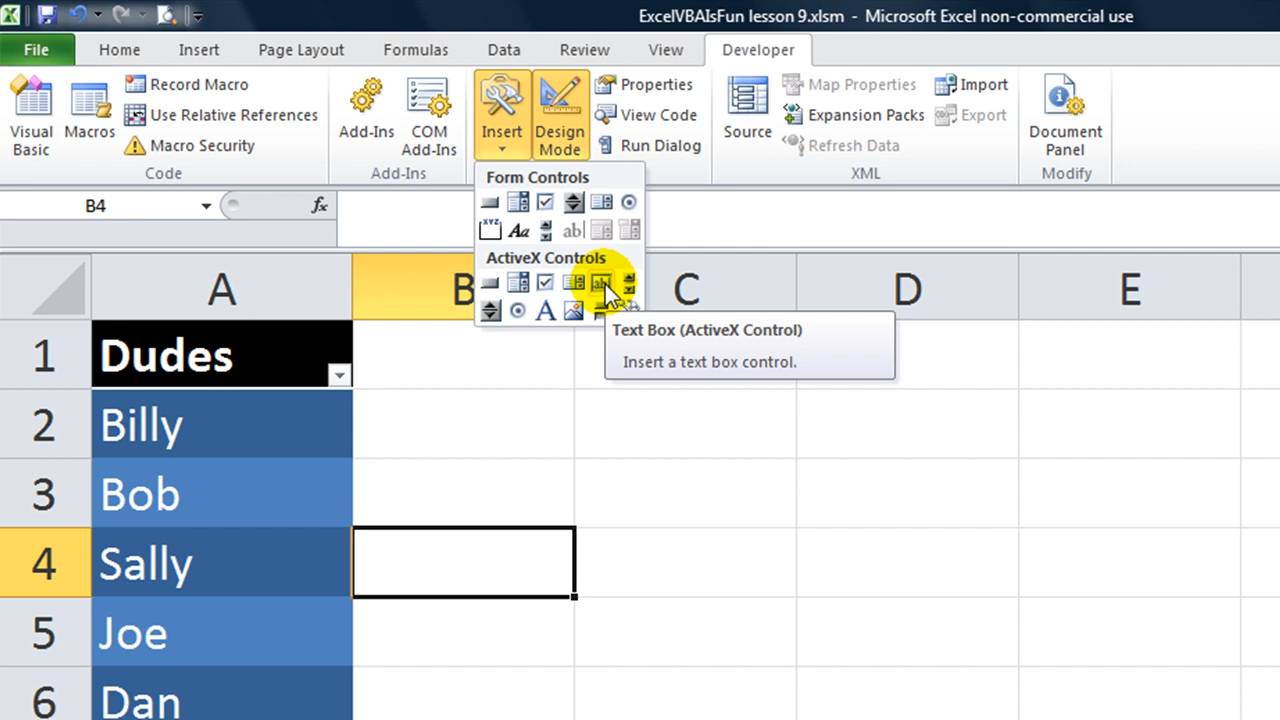 ExcelVBAIsFun lesson 9.xlsm - Microsoft Excel non-commercial use
File Home Insert Page Layout Formulas Data Review View Developer
Visual Basic
Macros
Record Macro
Use Relative References
Macro Security
Code
Add-Ins
COM Add-Ins
Add-Ins
Insert
Design Mode
Properties
View Code
Run Dialog
Source
Map Properties
Expansion Packs
Refresh Data
Import
Export
XML
Document Panel
Modify
B4
fx
Form Controls
XYZ
Aa
ab|
ActiveX Controls
abl
A
Text Box (ActiveX Control)
Insert a text box control.
A B C D E
1 Dudes
2 Billy
3 Bob
4 Sally
5 Joe
6 Dan